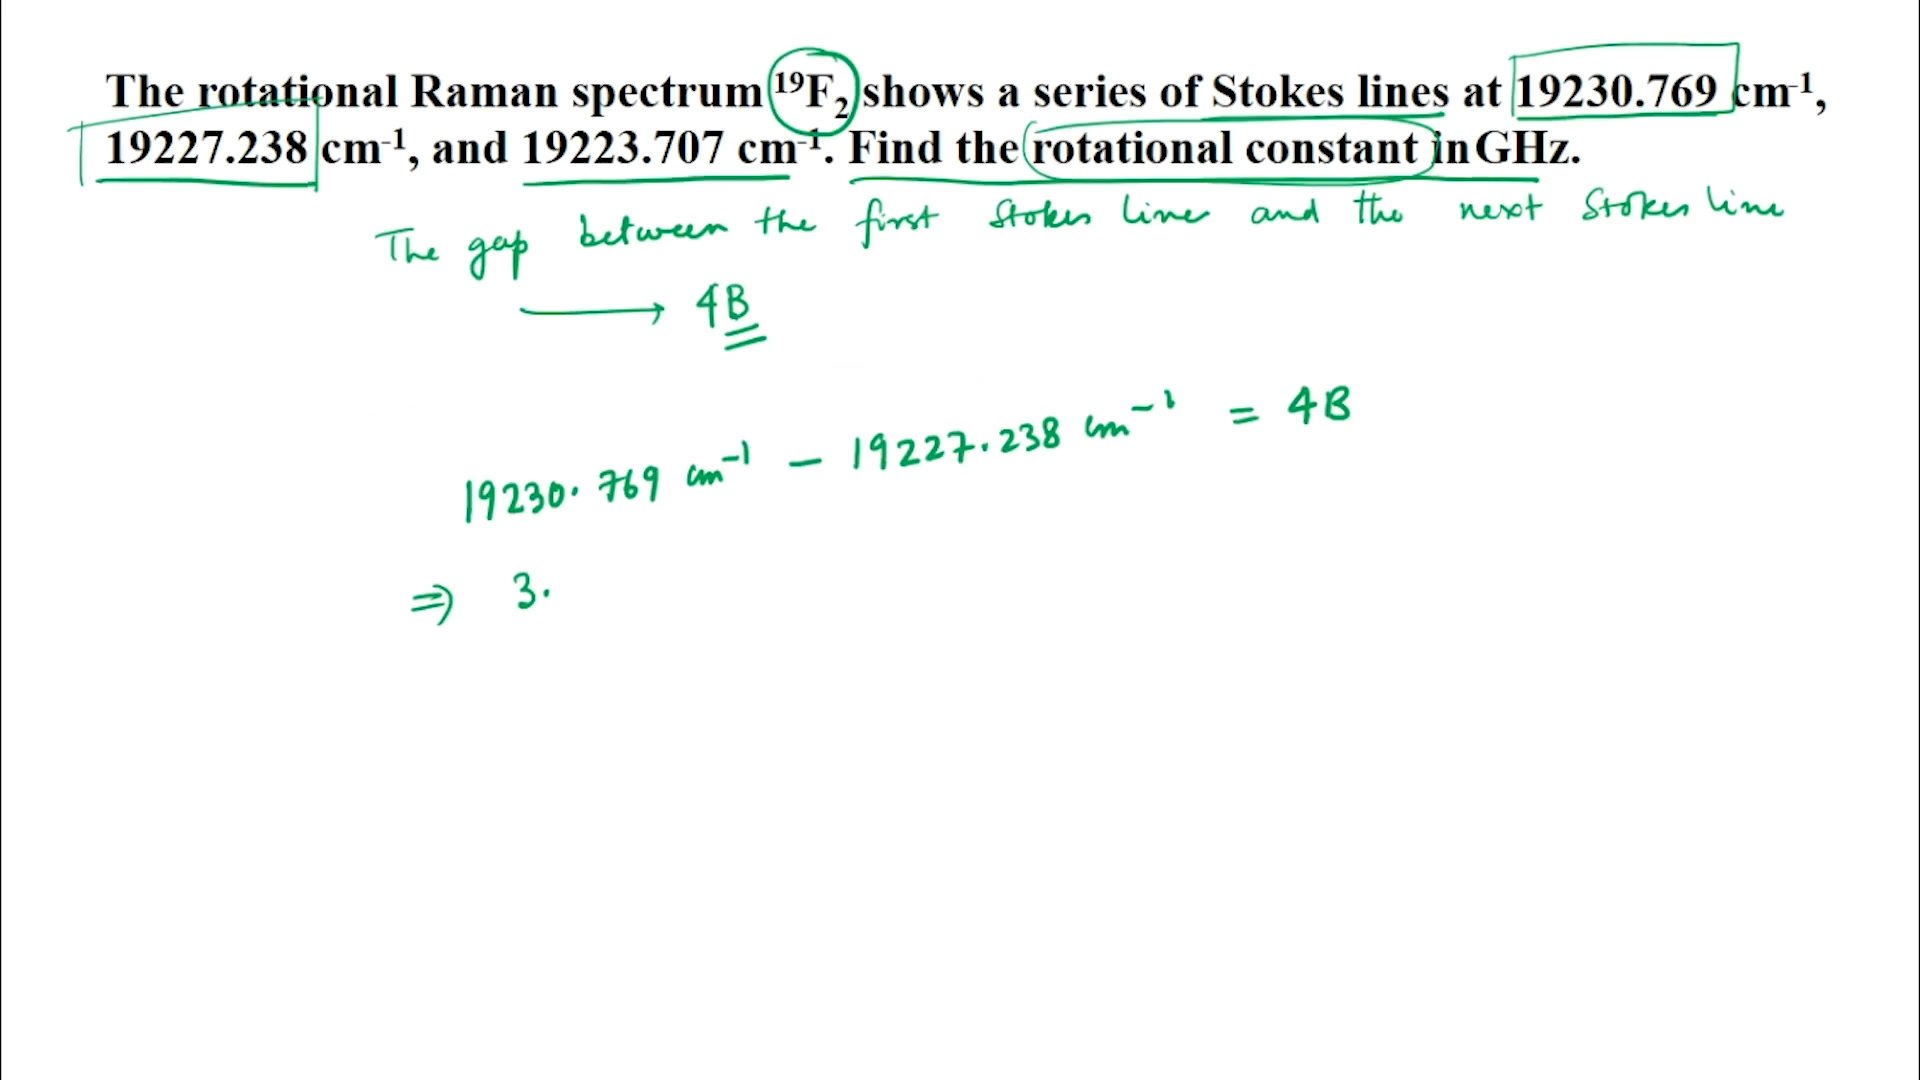 The rotational Raman spectrum ¹⁹F₂ shows a series of Stokes lines at 19230.769 cm⁻¹,
19227.238 cm⁻¹, and 19223.707 cm⁻¹. Find the rotational constant in GHz.
The gap between the first Stokes line and the next Stokes line
→ 4B
19230.769 cm⁻¹ − 19227.238 cm⁻¹ = 4B
⇒ 3.